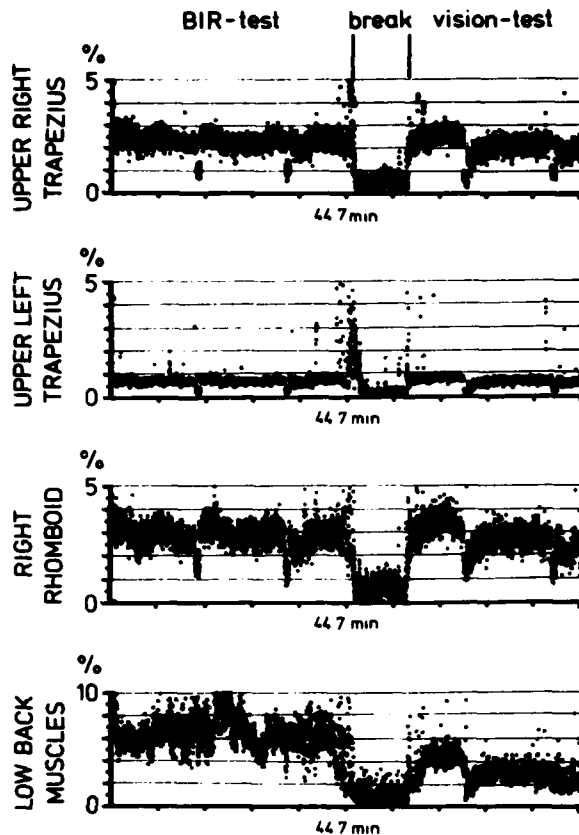 BIR-test break vision-test
%
5
0
UPPER RIGHT
TRAPEZIUS
44 7 min
%
5
0
UPPER LEFT
TRAPEZIUS
44 7 min
%
5
0
RIGHT
RHOMBOID
44 7 min
%
10
0
LOW BACK
MUSCLES
44 7 min